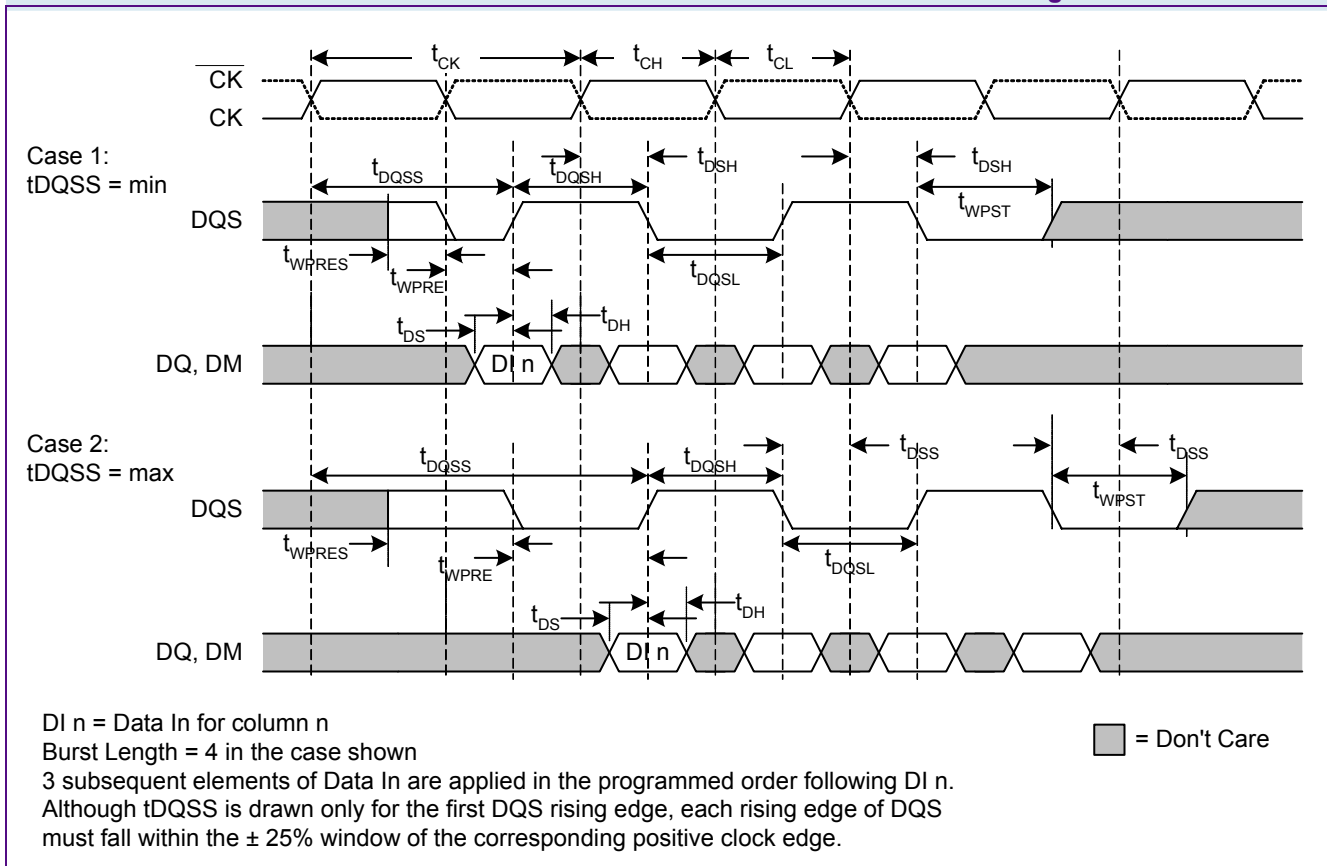 tCK tCH tCL
CK
CK
Case 1:
tDQSS = min
tDQSS tDQSH tDSH tDSH
DQS
tWPST
tWPRES
tWPRE
tDQSL
tDS
tDH
DQ, DM
DI n
Case 2:
tDQSS = max
tDQSS tDQSH tDSS tDSS
DQS
tWPST
tWPRES
tWPRE
tDQSL
tDS
tDH
DQ, DM
DI n
DI n = Data In for column n
Burst Length = 4 in the case shown
= Don't Care
3 subsequent elements of Data In are applied in the programmed order following DI n.
Although tDQSS is drawn only for the first DQS rising edge, each rising edge of DQS
must fall within the ± 25% window of the corresponding positive clock edge.